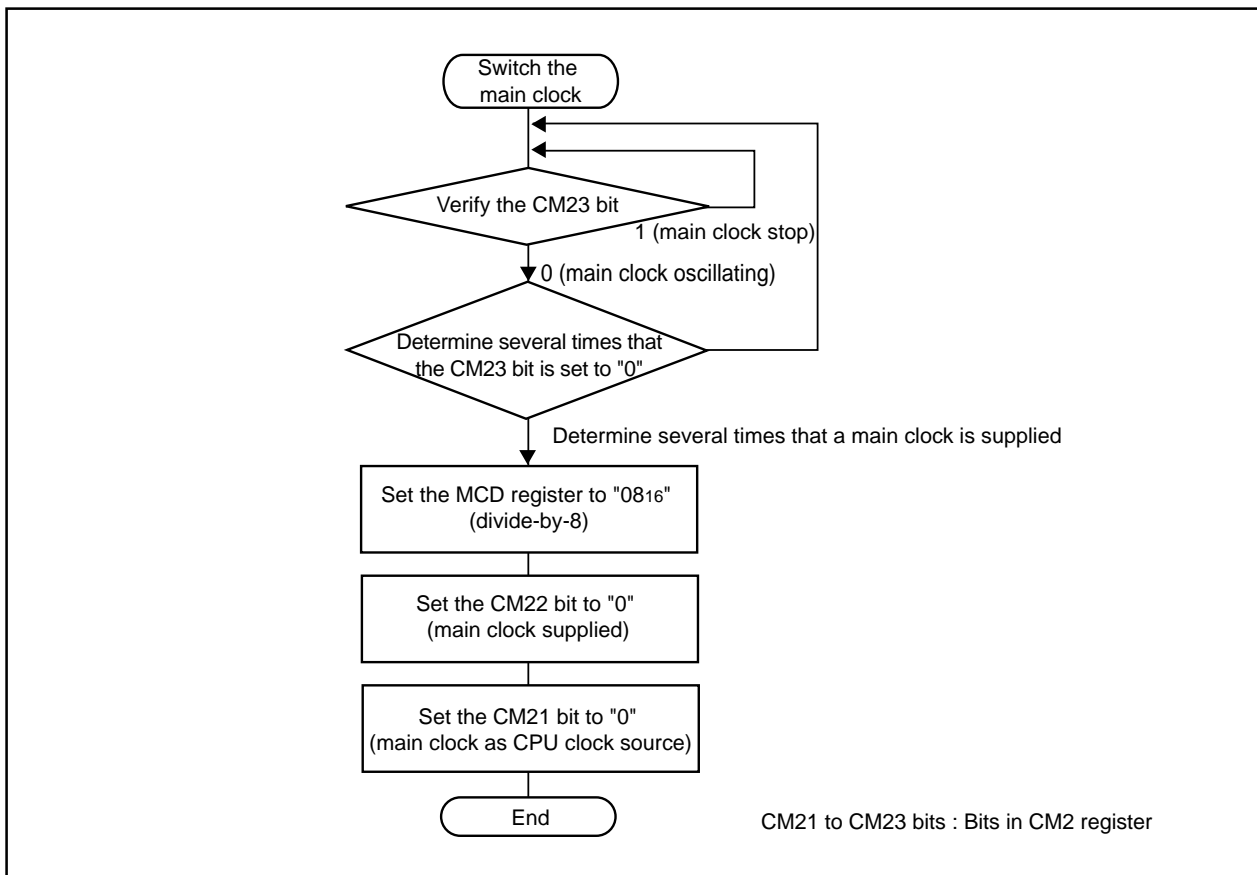 Switch the
main clock
Verify the CM23 bit
1 (main clock stop)
0 (main clock oscillating)
Determine several times that
the CM23 bit is set to "0"
Determine several times that a main clock is supplied
Set the MCD register to "0816"
(divide-by-8)
Set the CM22 bit to "0"
(main clock supplied)
Set the CM21 bit to "0"
(main clock as CPU clock source)
End
CM21 to CM23 bits : Bits in CM2 register